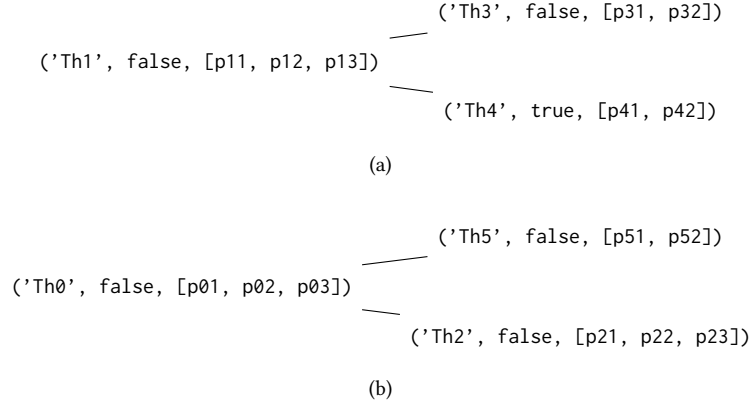 (’Th3’, false, [p31, p32])
(’Th1’, false, [p11, p12, p13])
(’Th4’, true, [p41, p42])
(a)
(’Th5’, false, [p51, p52])
(’Th0’, false, [p01, p02, p03])
(’Th2’, false, [p21, p22, p23])
(b)